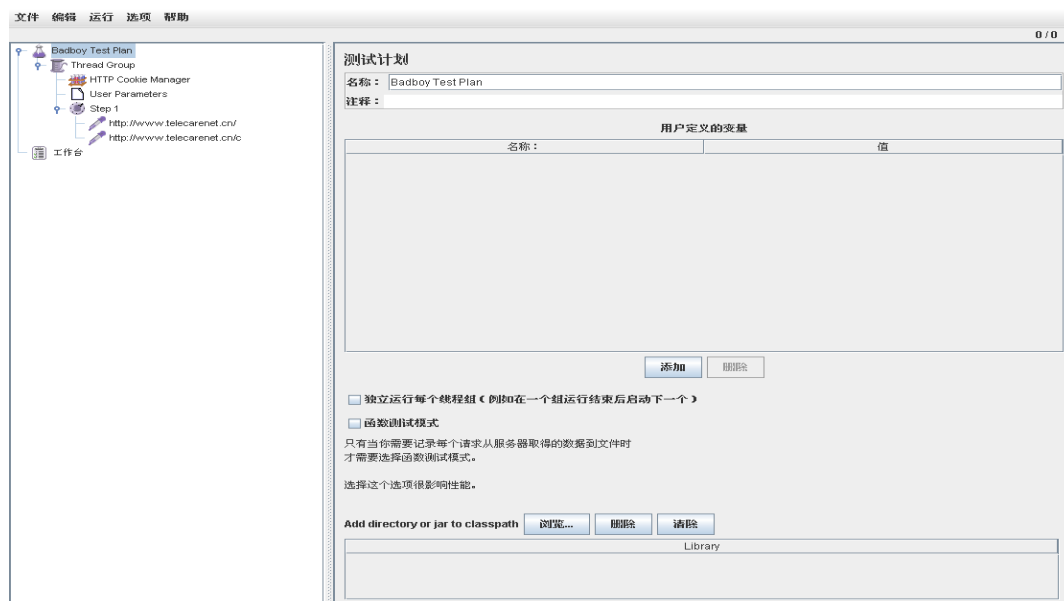 文件 编辑 运行 选项 帮助
0 / 0
Badboy Test Plan
Thread Group
HTTP Cookie Manager
User Parameters
Step 1
http://www.telecarenet.cn/
http://www.telecarenet.cn/c
工作台
测试计划
名称： Badboy Test Plan
注释：
用户定义的变量
名称： 值
添加 删除
独立运行每个线程组（例如在一个组运行结束后启动下一个）
函数测试模式
只有当你需要记录每个请求从服务器取得的数据到文件时
才需要选择函数测试模式。
选择这个选项很影响性能。
Add directory or jar to classpath 浏览... 删除 清除
Library